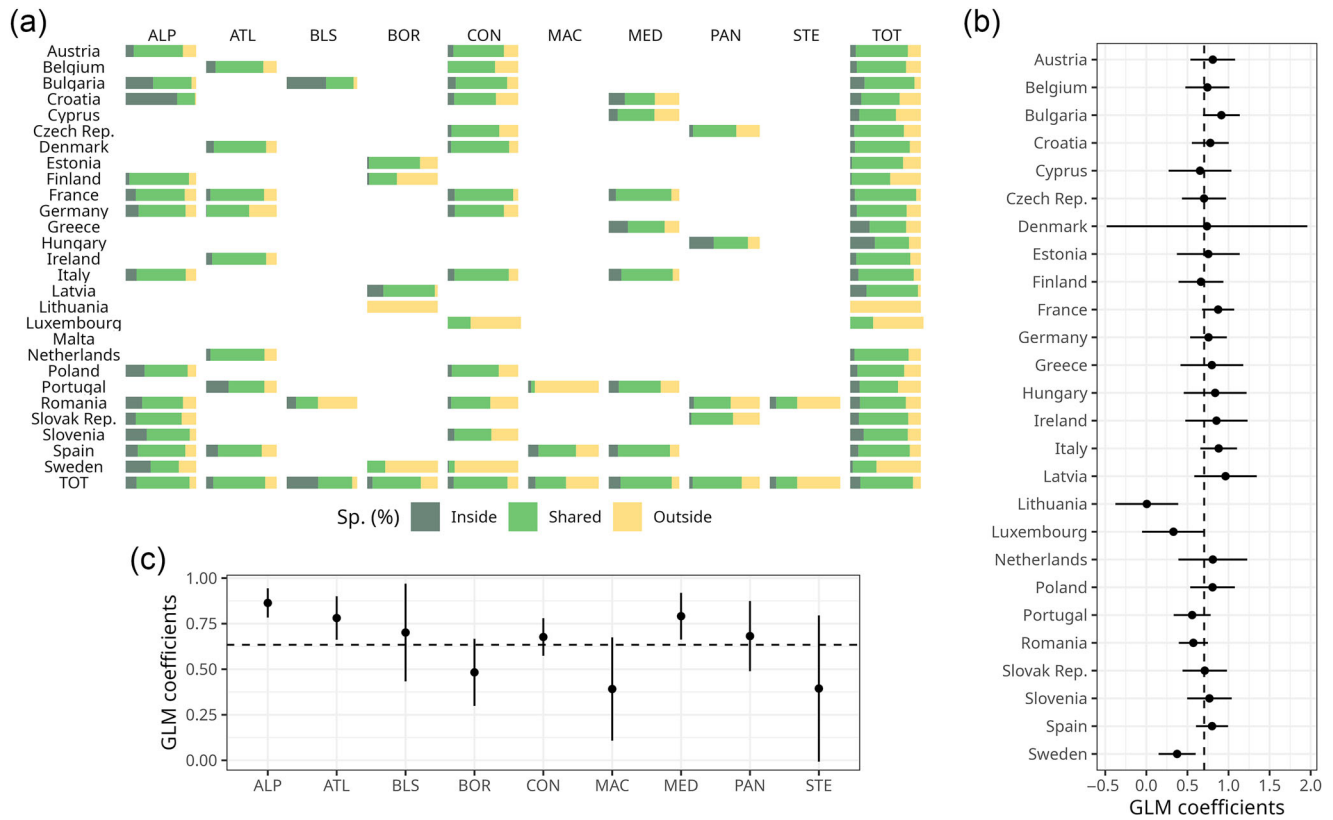 (a)
ALP ATL BLS BOR CON MAC MED PAN STE TOT
Austria
Belgium
Bulgaria
Croatia
Cyprus
Czech Rep.
Denmark
Estonia
Finland
France
Germany
Greece
Hungary
Ireland
Italy
Latvia
Lithuania
Luxembourg
Malta
Netherlands
Poland
Portugal
Romania
Slovak Rep.
Slovenia
Spain
Sweden
TOT
Sp. (%) Inside Shared Outside
(b)
Austria
Belgium
Bulgaria
Croatia
Cyprus
Czech Rep.
Denmark
Estonia
Finland
France
Germany
Greece
Hungary
Ireland
Italy
Latvia
Lithuania
Luxembourg
Netherlands
Poland
Portugal
Romania
Slovak Rep.
Slovenia
Spain
Sweden
−0.5 0.0 0.5 1.0 1.5 2.0
GLM coefficients
(c)
GLM coefficients
1.00
0.75
0.50
0.25
0.00
ALP ATL BLS BOR CON MAC MED PAN STE